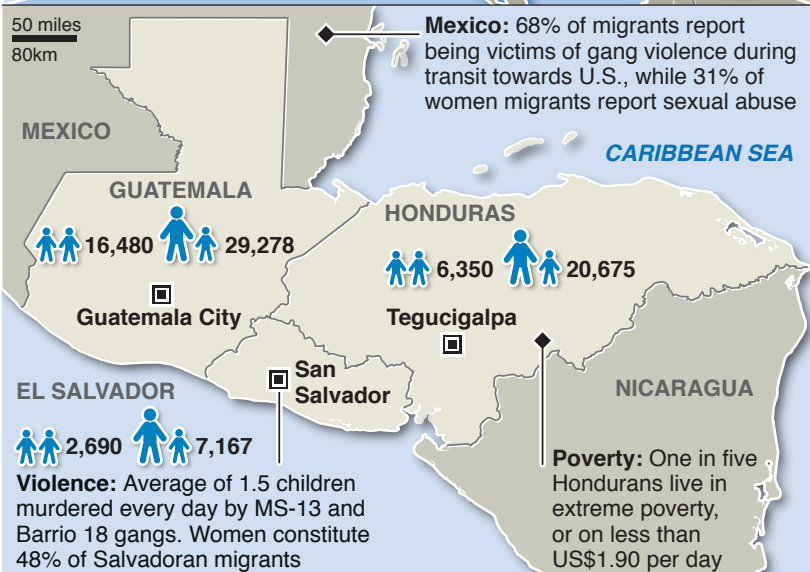 50 miles
80km
Mexico: 68% of migrants report
being victims of gang violence during
transit towards U.S., while 31% of
women migrants report sexual abuse
MEXICO
CARIBBEAN SEA
GUATEMALA
16,480 29,278
Guatemala City
HONDURAS
6,350 20,675
Tegucigalpa
San
Salvador
EL SALVADOR
2,690 7,167
Violence: Average of 1.5 children
murdered every day by MS-13 and
Barrio 18 gangs. Women constitute
48% of Salvadoran migrants
NICARAGUA
Poverty: One in five
Hondurans live in
extreme poverty,
or on less than
US$1.90 per day